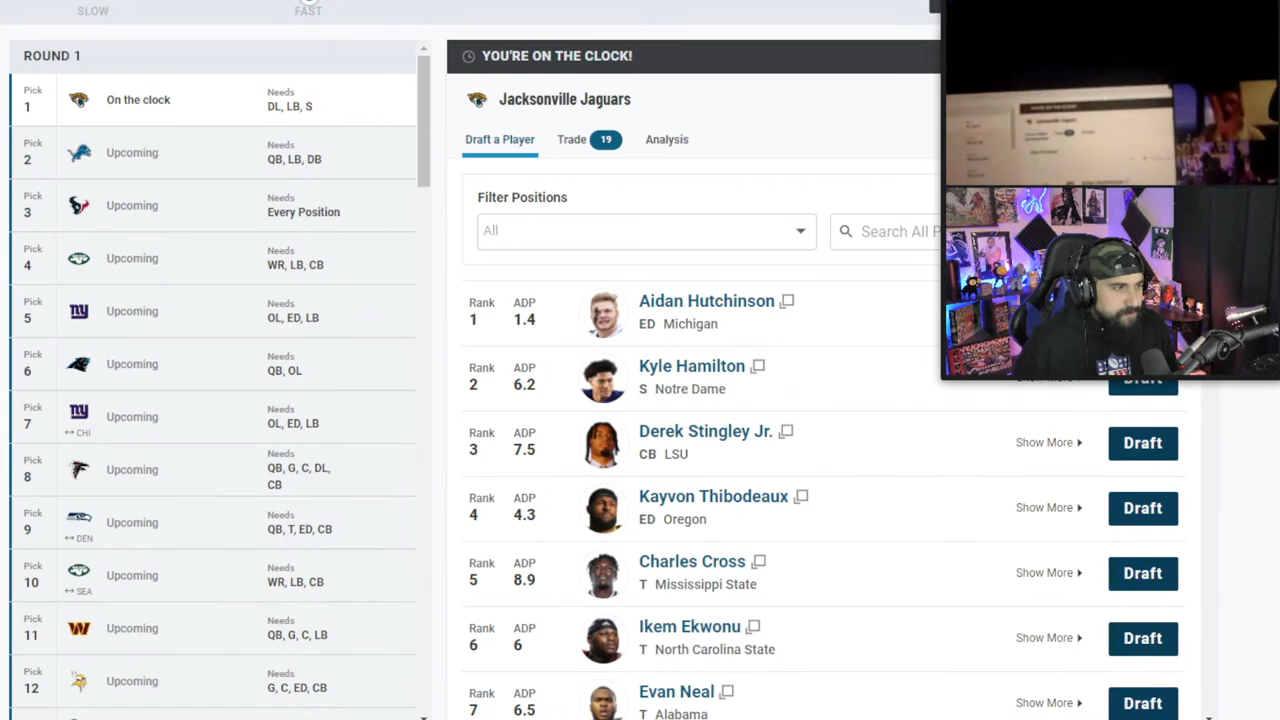 SLOW
FAST
ROUND 1
Pick
1
On the clock
Needs
DL, LB, S
Pick
2
Upcoming
Needs
QB, LB, DB
Pick
3
Upcoming
Needs
Every Position
Pick
4
Upcoming
Needs
WR, LB, CB
Pick
5
Upcoming
Needs
OL, ED, LB
Pick
6
Upcoming
Needs
QB, OL
Pick
7
↔ CHI
Upcoming
Needs
OL, ED, LB
Pick
8
Upcoming
Needs
QB, G, C, DL,
CB
Pick
9
↔ DEN
Upcoming
Needs
QB, T, ED, CB
Pick
10
↔ SEA
Upcoming
Needs
WR, LB, CB
Pick
11
Upcoming
Needs
QB, G, C, LB
Pick
12
Upcoming
Needs
G, C, ED, CB
YOU'RE ON THE CLOCK!
Jacksonville Jaguars
Draft a Player Trade 19 Analysis
Filter Positions
All
Search All P
Rank ADP
1 1.4
Aidan Hutchinson
ED Michigan
Rank ADP
2 6.2
Kyle Hamilton
S Notre Dame
Draft
Rank ADP
3 7.5
Derek Stingley Jr.
CB LSU
Show More
Draft
Rank ADP
4 4.3
Kayvon Thibodeaux
ED Oregon
Show More
Draft
Rank ADP
5 8.9
Charles Cross
T Mississippi State
Show More
Draft
Rank ADP
6 6
Ikem Ekwonu
T North Carolina State
Show More
Draft
Rank ADP
7 6.5
Evan Neal
T Alabama
Show More
Draft